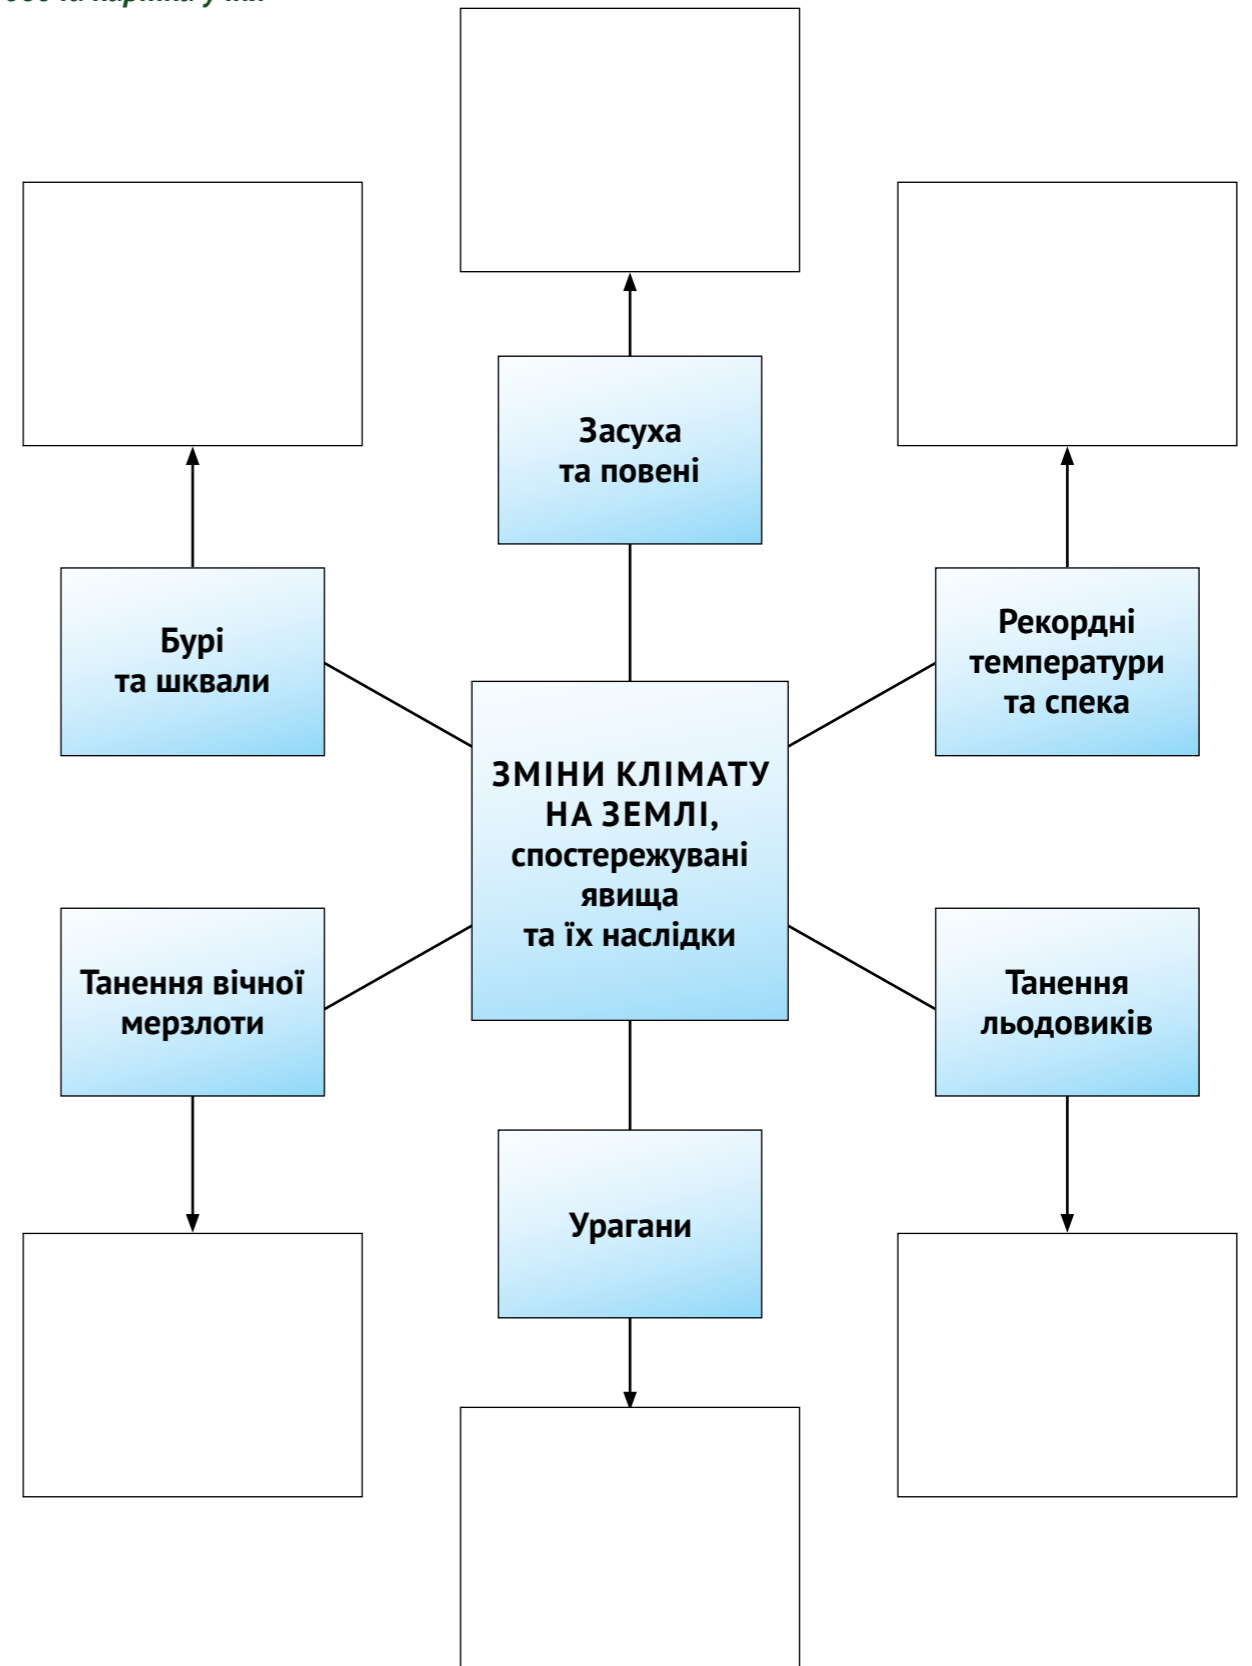 Засуха
та повені
Бурі
та шквали
Рекордні
температури
та спека
ЗМІНИ КЛІМАТУ
НА ЗЕМЛІ,
спостережувані
явища
та їх наслідки
Танення вічної
мерзлоти
Танення
льодовиків
Урагани